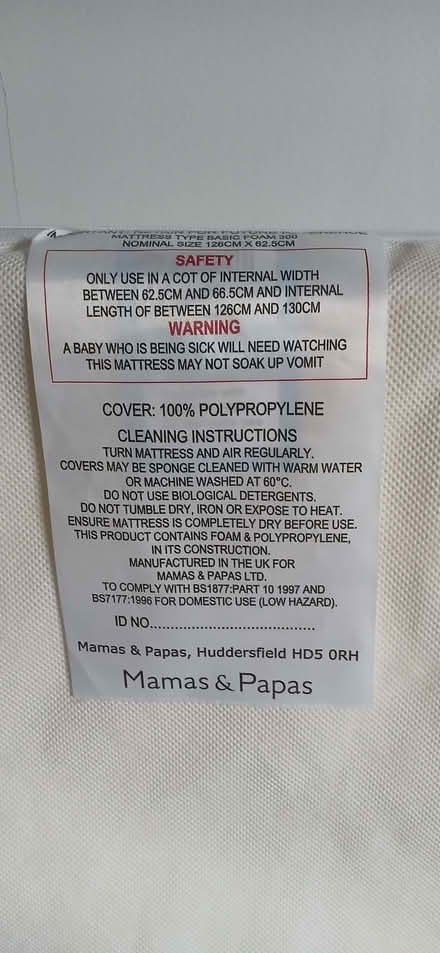 MATTRESS TYPE BASIC FOAM 300
NOMINAL SIZE 126CM X 62.5CM
SAFETY
ONLY USE IN A COT OF INTERNAL WIDTH
BETWEEN 62.5CM AND 66.5CM AND INTERNAL
LENGTH OF BETWEEN 126CM AND 130CM
WARNING
A BABY WHO IS BEING SICK WILL NEED WATCHING
THIS MATTRESS MAY NOT SOAK UP VOMIT
COVER: 100% POLYPROPYLENE
CLEANING INSTRUCTIONS
TURN MATTRESS AND AIR REGULARLY.
COVERS MAY BE SPONGE CLEANED WITH WARM WATER
OR MACHINE WASHED AT 60°C.
DO NOT USE BIOLOGICAL DETERGENTS.
DO NOT TUMBLE DRY, IRON OR EXPOSE TO HEAT.
ENSURE MATTRESS IS COMPLETELY DRY BEFORE USE.
THIS PRODUCT CONTAINS FOAM & POLYPROPYLENE,
IN ITS CONSTRUCTION.
MANUFACTURED IN THE UK FOR
MAMAS & PAPAS LTD.
TO COMPLY WITH BS1877:PART 10 1997 AND
BS7177:1996 FOR DOMESTIC USE (LOW HAZARD).
ID NO......................................
Mamas & Papas, Huddersfield HD5 0RH
Mamas & Papas